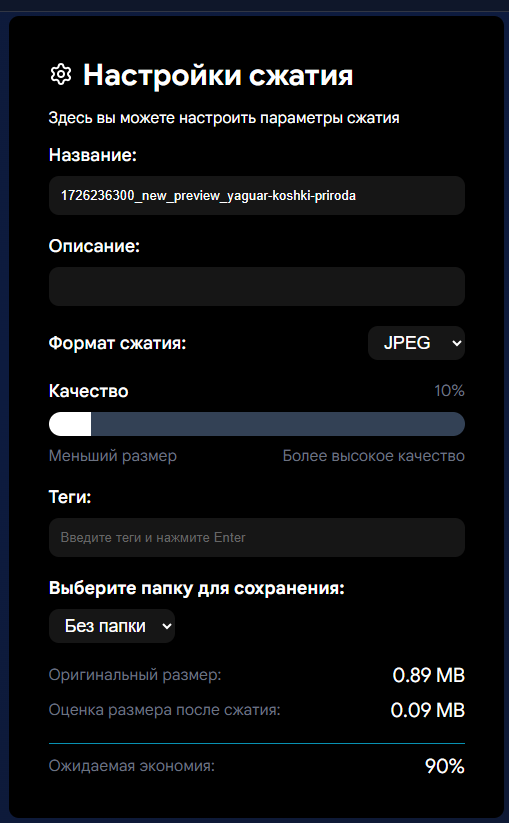 Настройки сжатия
Здесь вы можете настроить параметры сжатия
Название:
1726236300_new_preview_yaguar-koshki-priroda
Описание:
Формат сжатия: JPEG
Качество 10%
Меньший размер Более высокое качество
Теги:
Введите теги и нажмите Enter
Выберите папку для сохранения:
Без папки
Оригинальный размер: 0.89 MB
Оценка размера после сжатия: 0.09 MB
Ожидаемая экономия: 90%